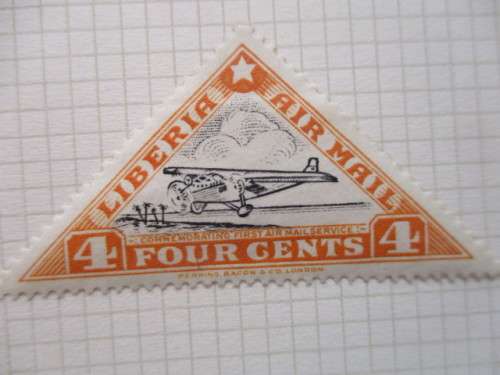 LIBERIA AIR MAIL
COMMEMORATING FIRST AIR MAIL SERVICE
4 FOUR CENTS 4
PERKINS, BACON & CO. LONDON